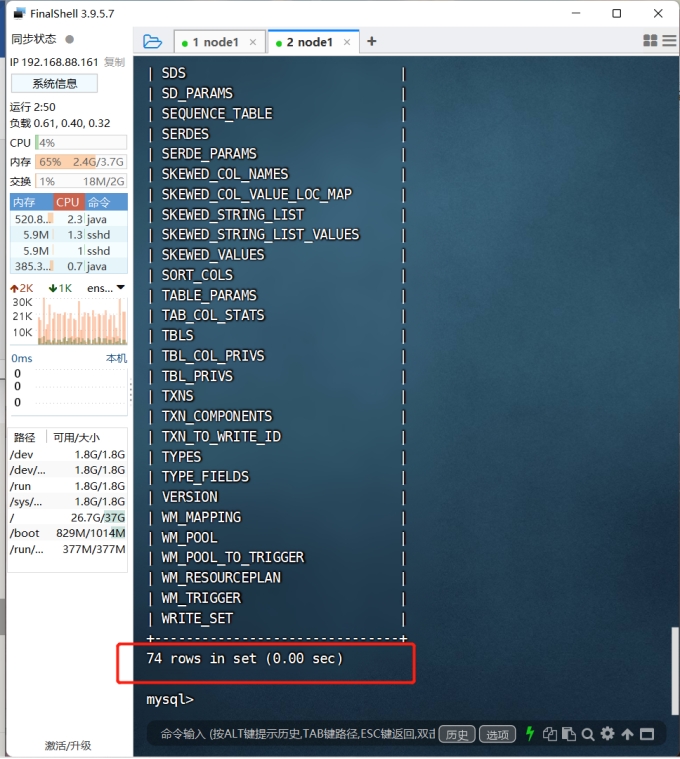 FinalShell 3.9.5.7
同步状态
1 node1
2 node1
IP 192.168.88.161 复制
系统信息
运行 2:50
负载 0.61, 0.40, 0.32
CPU 4%
内存 65% 2.4G/3.7G
交换 1% 18M/2G
内存 CPU 命令
520.8... 2.3 java
5.9M 1.3 sshd
5.9M 1 sshd
385.3... 0.7 java
2K 1K ens...
30K
21K
10K
0ms 本机
0
0
0
路径 可用/大小
/dev 1.8G/1.8G
/dev/... 1.8G/1.8G
/run 1.8G/1.8G
/sys/... 1.8G/1.8G
/ 26.7G/37G
/boot 829M/1014M
/run/... 377M/377M
激活/升级
| SDS |
| SD_PARAMS |
| SEQUENCE_TABLE |
| SERDES |
| SERDE_PARAMS |
| SKEWED_COL_NAMES |
| SKEWED_COL_VALUE_LOC_MAP |
| SKEWED_STRING_LIST |
| SKEWED_STRING_LIST_VALUES |
| SKEWED_VALUES |
| SORT_COLS |
| TABLE_PARAMS |
| TAB_COL_STATS |
| TBLS |
| TBL_COL_PRIVS |
| TBL_PRIVS |
| TXNS |
| TXN_COMPONENTS |
| TXN_TO_WRITE_ID |
| TYPES |
| TYPE_FIELDS |
| VERSION |
| WM_MAPPING |
| WM_POOL |
| WM_POOL_TO_TRIGGER |
| WM_RESOURCEPLAN |
| WM_TRIGGER |
| WRITE_SET |
+-------------------------------+
74 rows in set (0.00 sec)
mysql>
命令输入 (按ALT键提示历史,TAB键路径,ESC键返回,双击 历史 选项